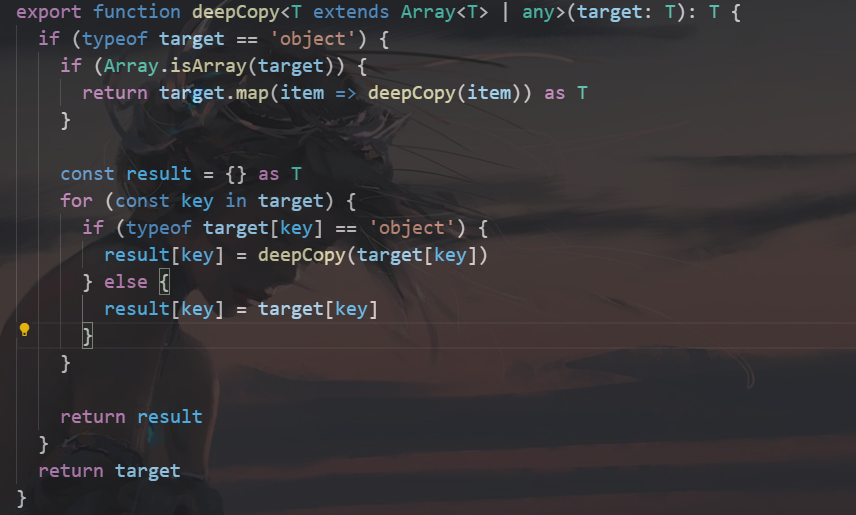 export function deepCopy<T extends Array<T> | any>(target: T): T {
  if (typeof target == 'object') {
    if (Array.isArray(target)) {
      return target.map(item => deepCopy(item)) as T
    }

    const result = {} as T
    for (const key in target) {
      if (typeof target[key] == 'object') {
        result[key] = deepCopy(target[key])
      } else {
        result[key] = target[key]
      }
    }

    return result
  }
  return target
}